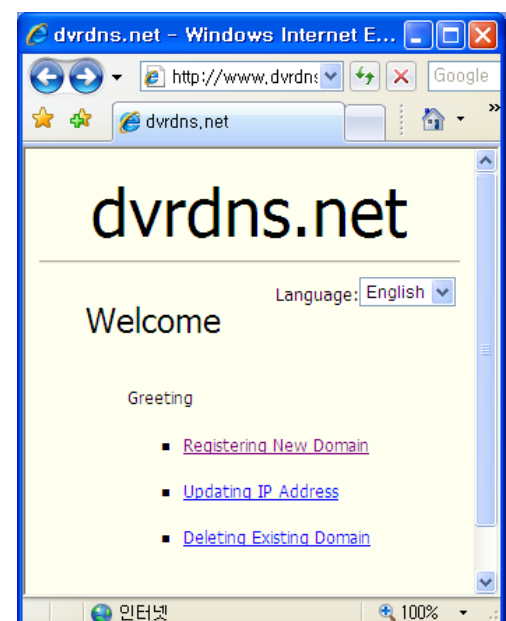 dvrdns.net - Windows Internet E...
http://www.dvrdns
Google
dvrdns.net
»
dvrdns.net
Language: English
Welcome
Greeting
Registering New Domain
Updating IP Address
Deleting Existing Domain
인터넷
100%